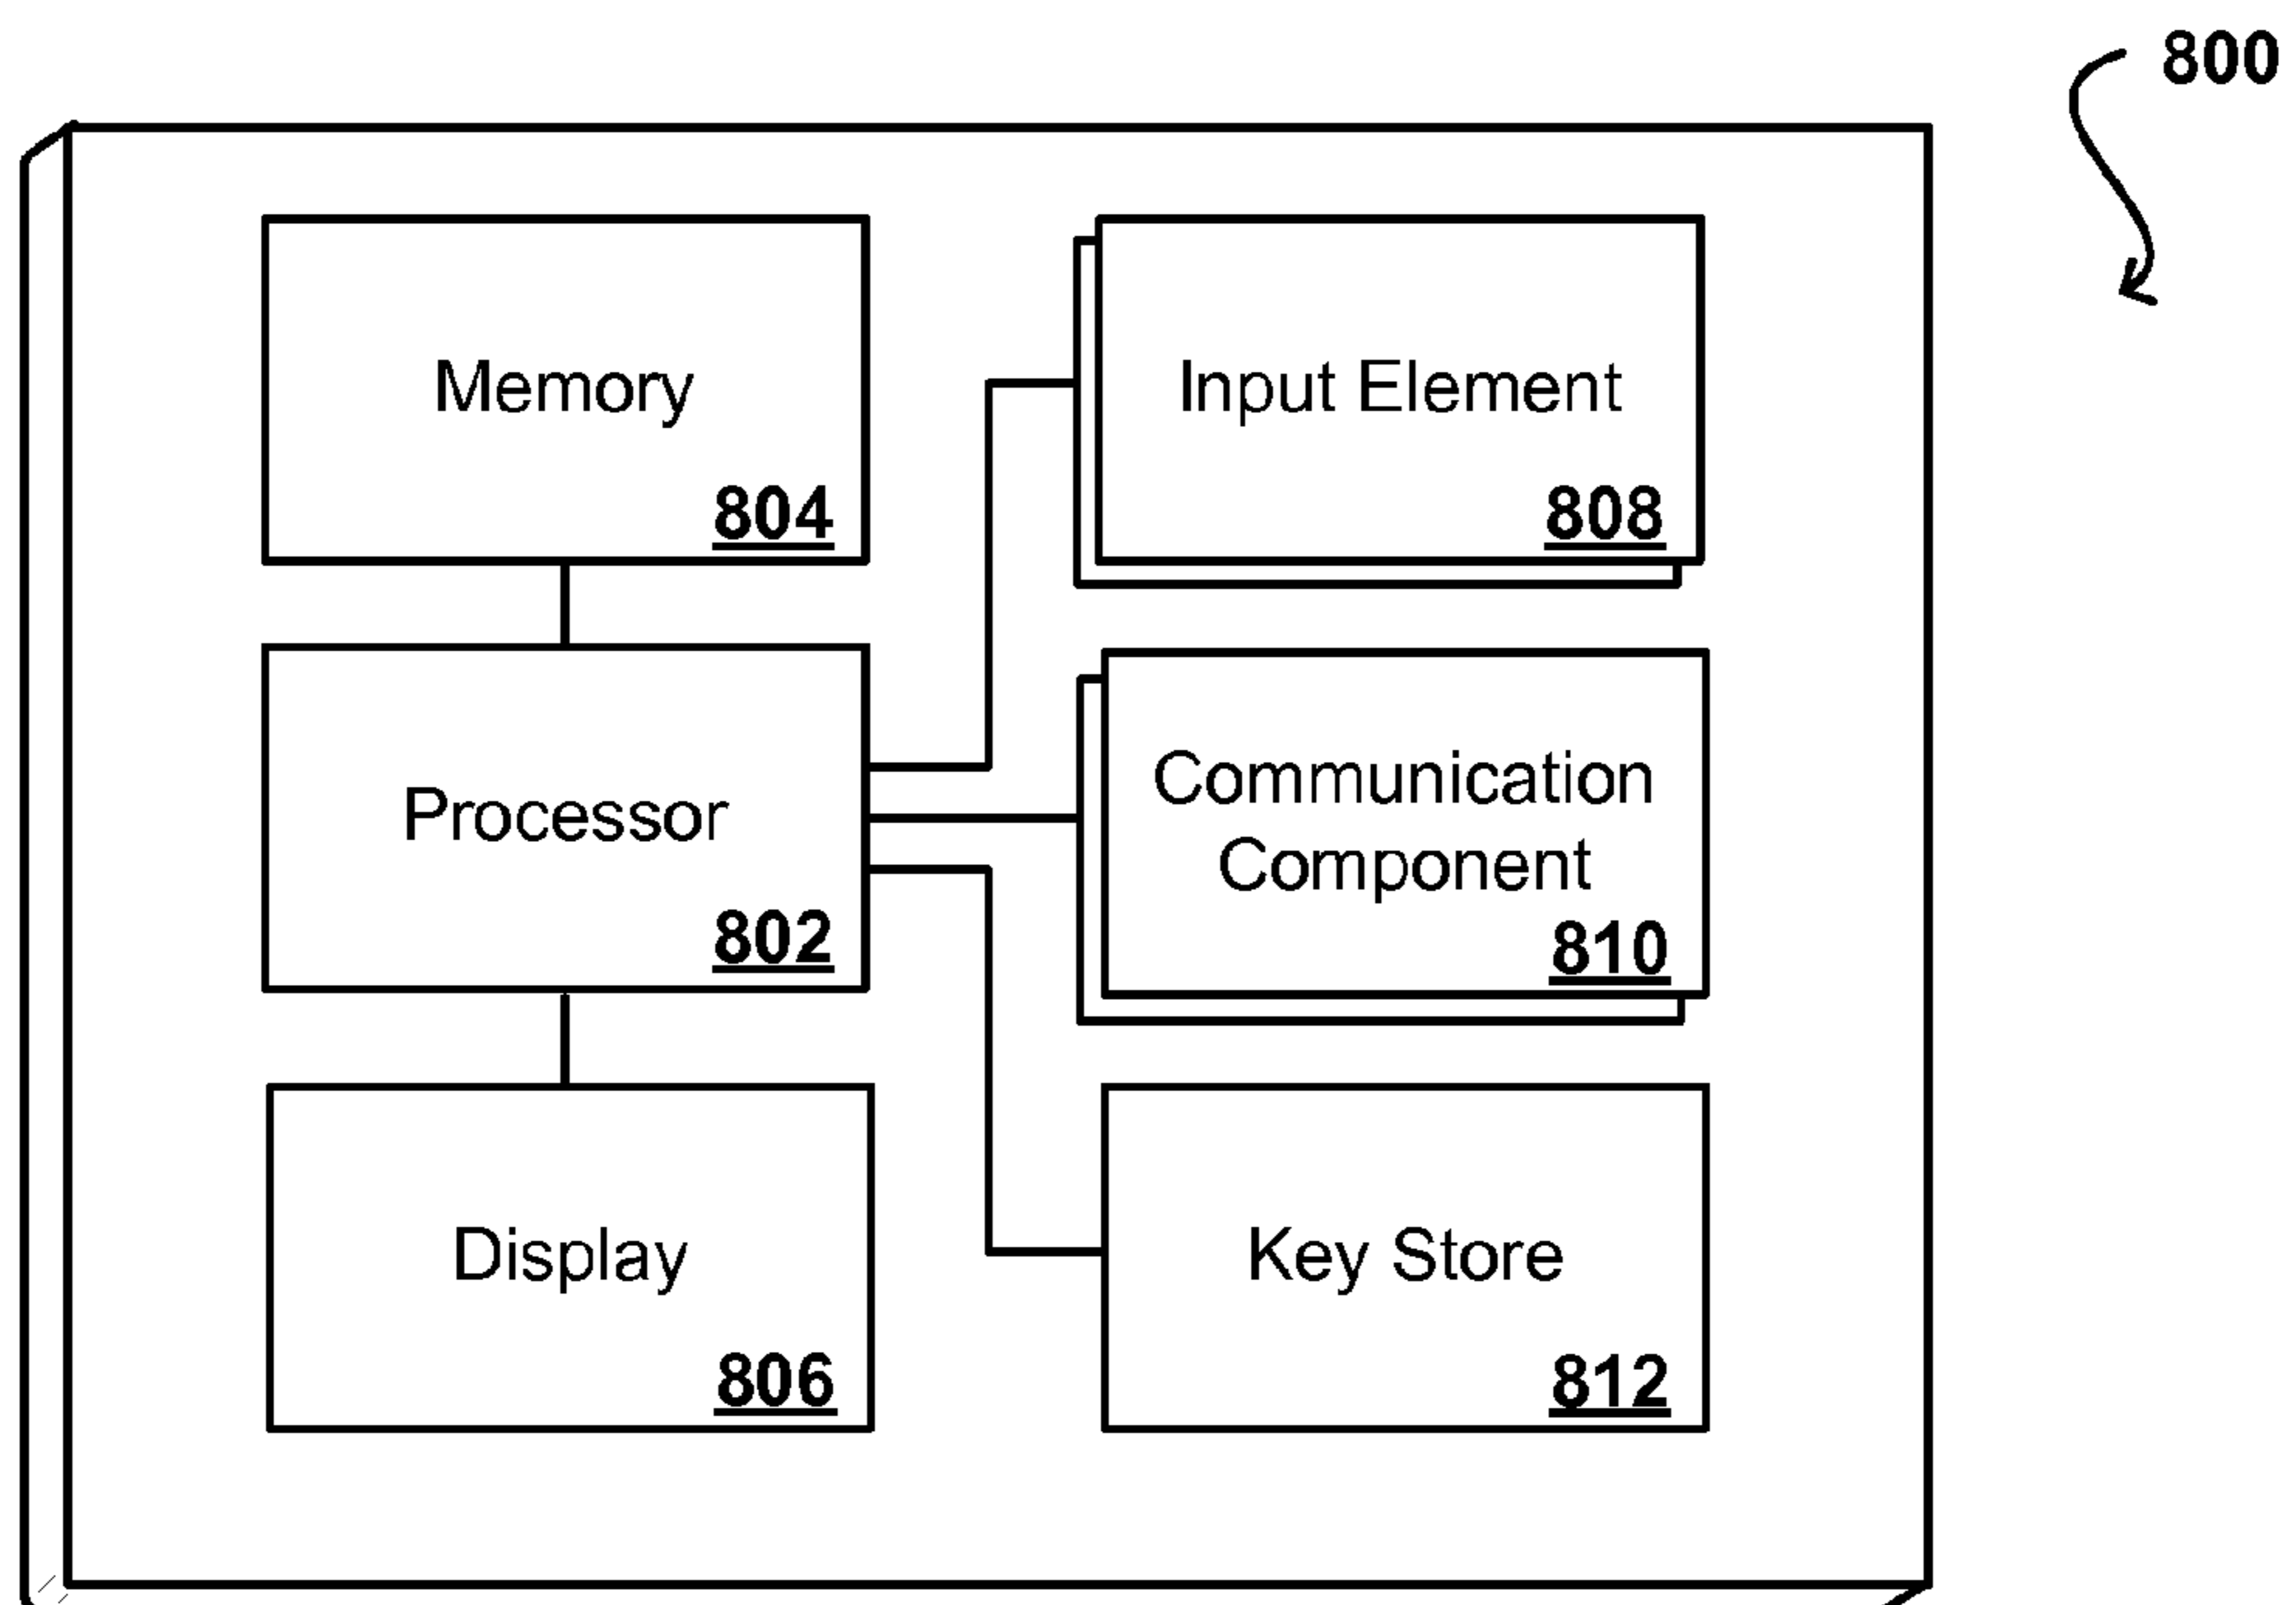 800
Memory
804
Input Element
808
Processor
802
Communication
Component
810
Display
806
Key Store
812